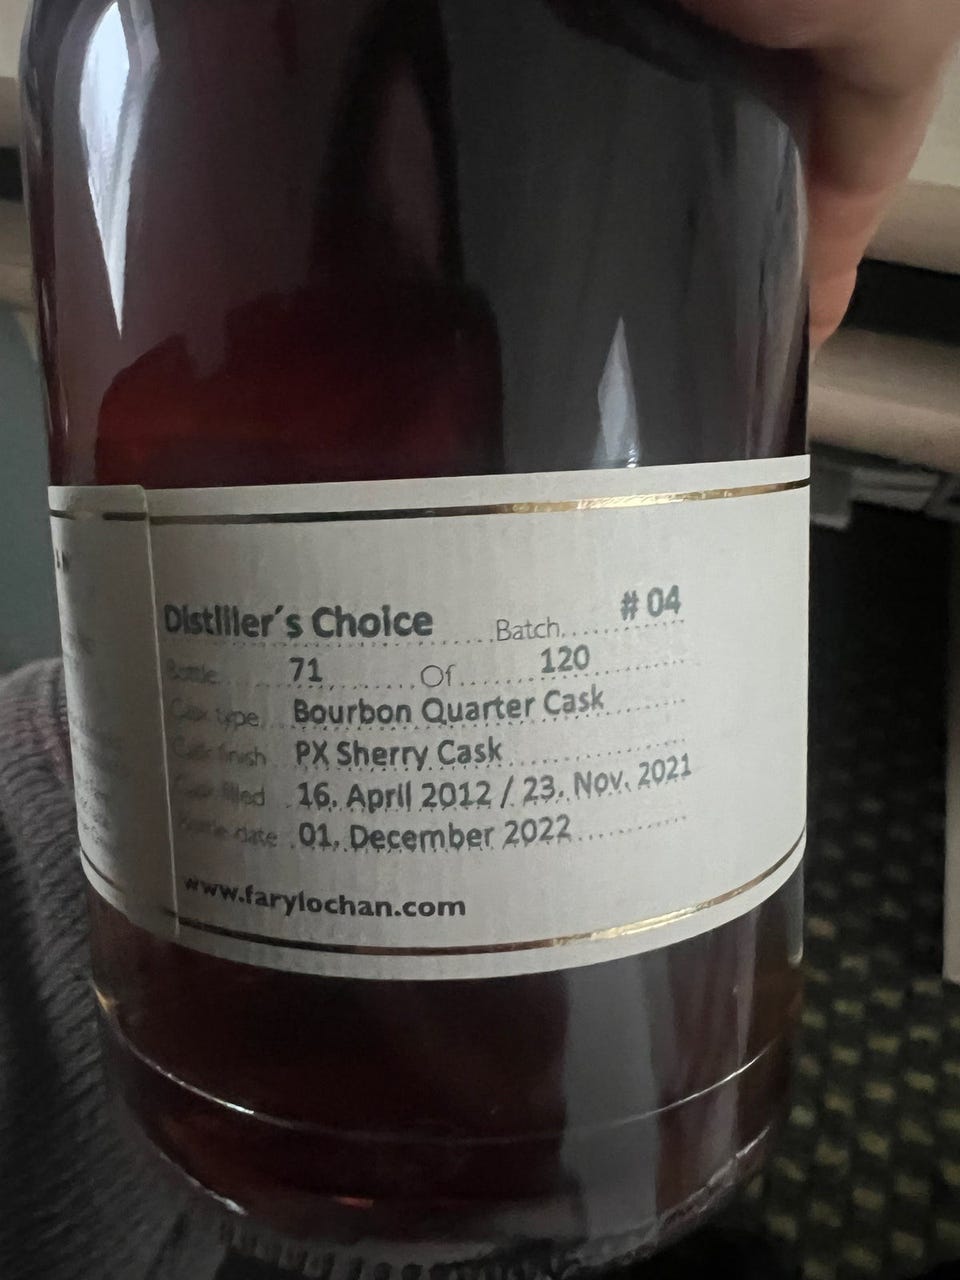 Distiller´s Choice Batch # 04
Bottle 71 Of 120
Cask type Bourbon Quarter Cask
Cask finish PX Sherry Cask
Cask filled 16. April 2012 / 23. Nov. 2021
Bottle date 01. December 2022
www.farylochan.com